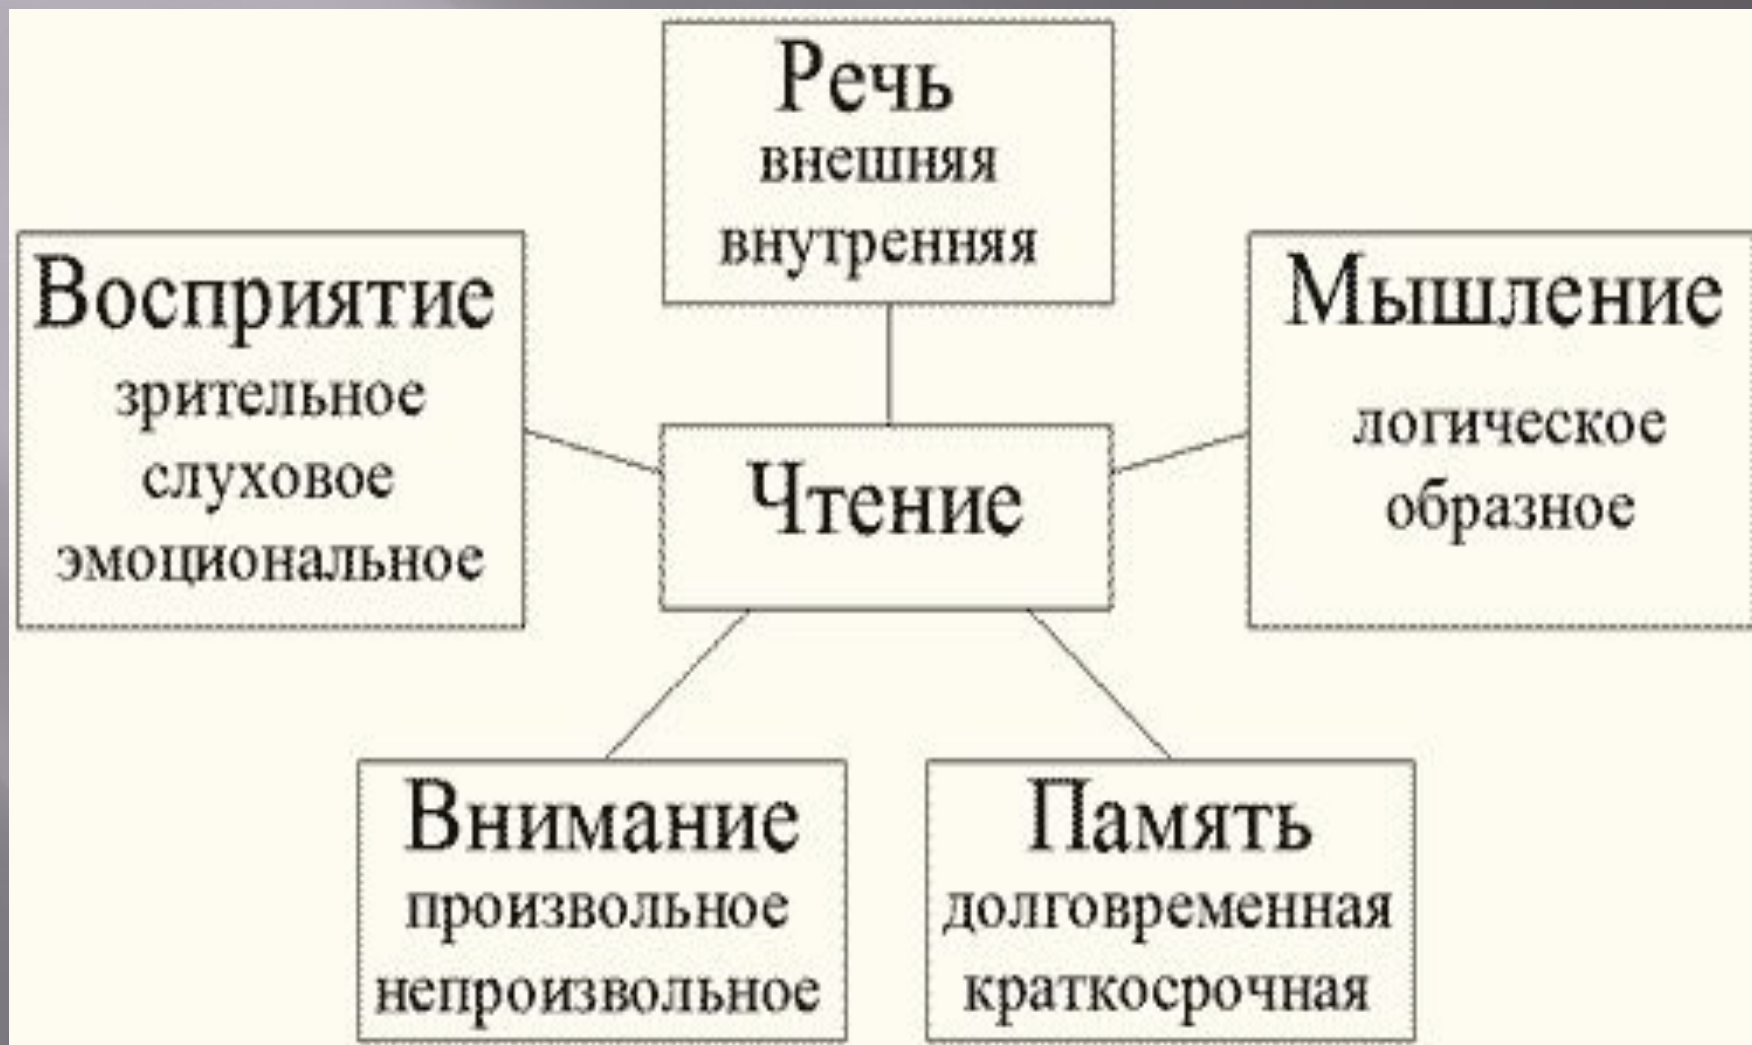 Речь
внешняя
внутренняя
Восприятие
зрительное
слуховое
эмоциональное
Мышление
логическое
образное
Чтение
Внимание
произвольное
непроизвольное
Память
долговременная
краткосрочная